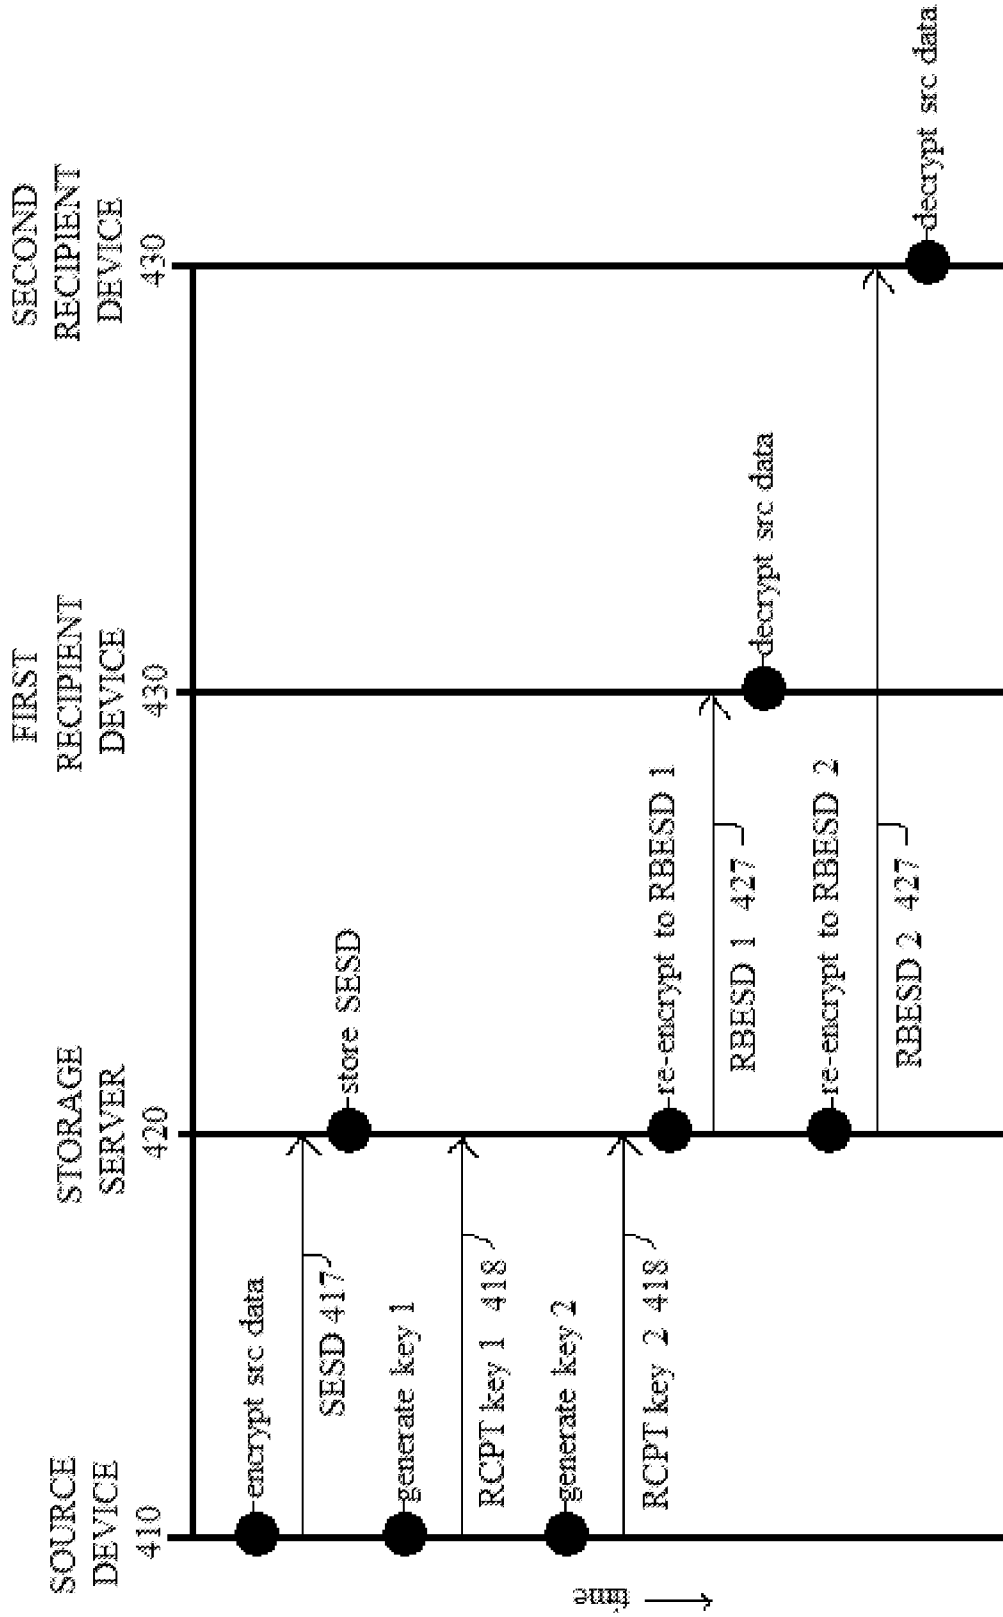 SOURCE
DEVICE
410
STORAGE
SERVER
420
FIRST
RECIPIENT
DEVICE
430
SECOND
RECIPIENT
DEVICE
430
encrypt src data
SESD 417
store SESD
generate key 1
RCPT key 1 418
generate key 2
RCPT key 2 418
re-encrypt to RBESD 1
RBESD 1 427
decrypt src data
re-encrypt to RBESD 2
RBESD 2 427
decrypt src data
time